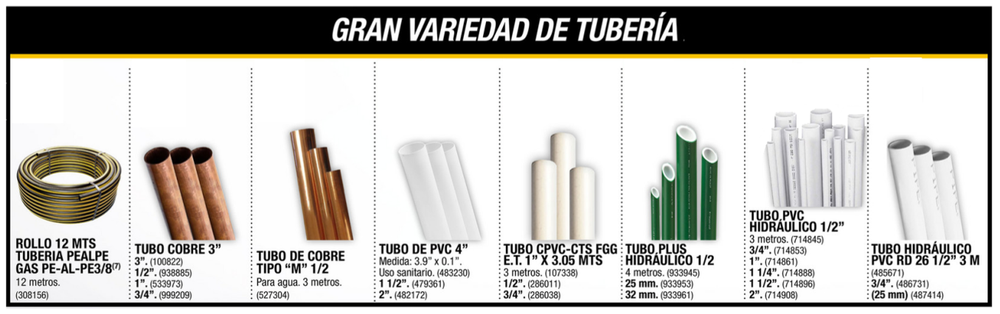 GRAN VARIEDAD DE TUBERÍA
ROLLO 12 MTS
TUBERIA PEALPE
GAS PE-AL-PE3/8(7)
12 metros.
(308156)
TUBO COBRE 3”
3”. (100822)
1/2”. (938885)
1”. (533973)
3/4”. (999209)
TUBO DE COBRE
TIPO “M” 1/2
Para agua. 3 metros.
(527304)
TUBO DE PVC 4”
Medida: 3.9” x 0.1”.
Uso sanitario. (483230)
1 1/2”. (479361)
2”. (482172)
TUBO CPVC-CTS FGG
E.T. 1” X 3.05 MTS
3 metros. (107338)
1/2”. (286011)
3/4”. (286038)
TUBO PLUS
HIDRÁULICO 1/2
4 metros. (933945)
25 mm. (933953)
32 mm. (933961)
TUBO PVC
HIDRÁULICO 1/2”
3 metros. (714845)
3/4”. (714853)
1”. (714861)
1 1/4”. (714888)
1 1/2”. (714896)
2”. (714908)
TUBO HIDRÁULICO
PVC RD 26 1/2” 3 M
(485671)
3/4”. (486731)
(25 mm) (487414)